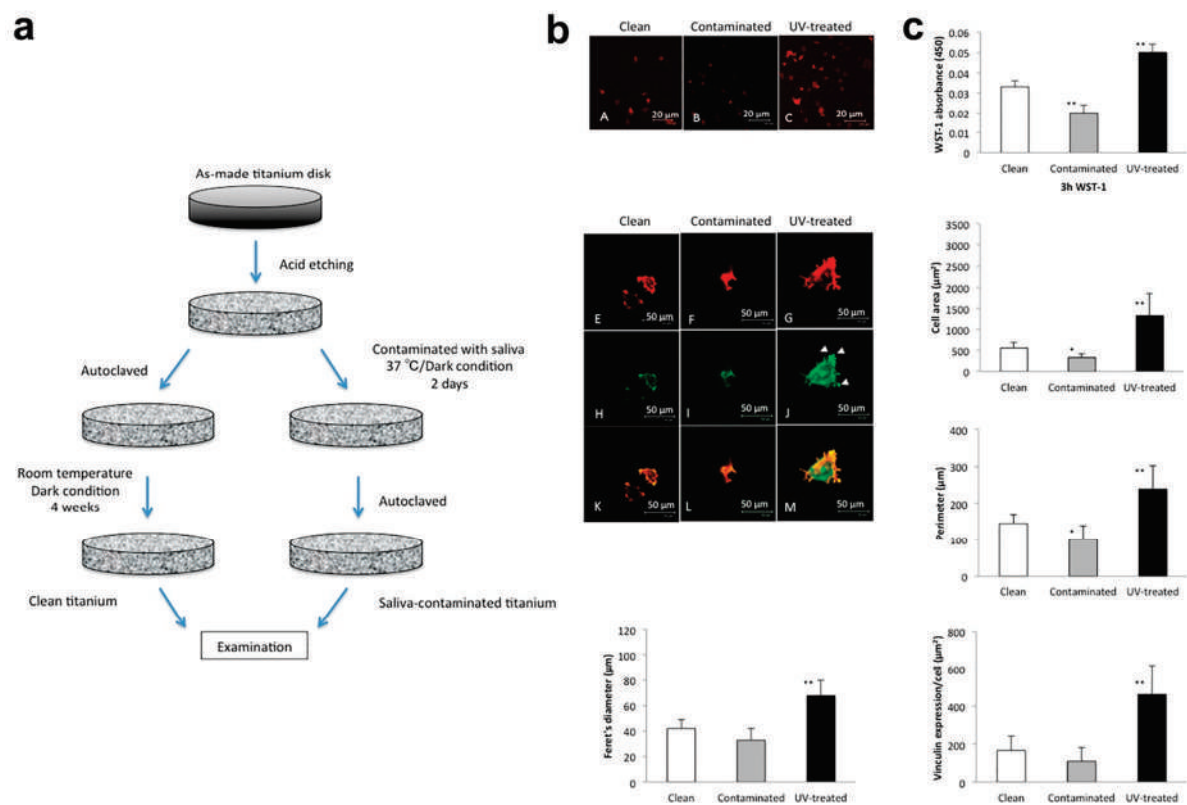 a
As-made titanium disk
Acid etching
Autoclaved
Contaminated with saliva
37 °C/Dark condition
2 days
Room temperature
Dark condition
4 weeks
Autoclaved
Clean titanium
Saliva-contaminated titanium
Examination
b
Clean Contaminated UV-treated
A 20 µm B 20 µm C 20 µm
Clean Contaminated UV-treated
E 50 µm F 50 µm G 50 µm
H 50 µm I 50 µm J 50 µm
K 50 µm L 50 µm M 50 µm
Feret's diameter (µm)
120
100
80
60
40
20
0
**
Clean Contaminated UV-treated
c
WST-1 absorbance (450)
0.06
0.05
0.04
0.03
0.02
0.01
0
**
**
Clean Contaminated UV-treated
3h WST-1
Cell area (µm²)
3500
3000
2500
2000
1500
1000
500
0
*
**
Clean Contaminated UV-treated
Perimeter (µm)
400
300
200
100
0
*
**
Clean Contaminated UV-treated
Vinculin expression/cell (µm²)
800
600
400
200
0
**
Clean Contaminated UV-treated